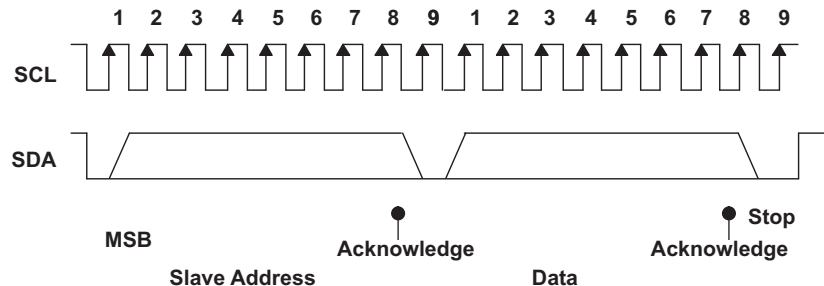 1 2 3 4 5 6 7 8 9 1 2 3 4 5 6 7 8 9
SCL
SDA
MSB
Acknowledge
Acknowledge
Stop
Slave Address
Data